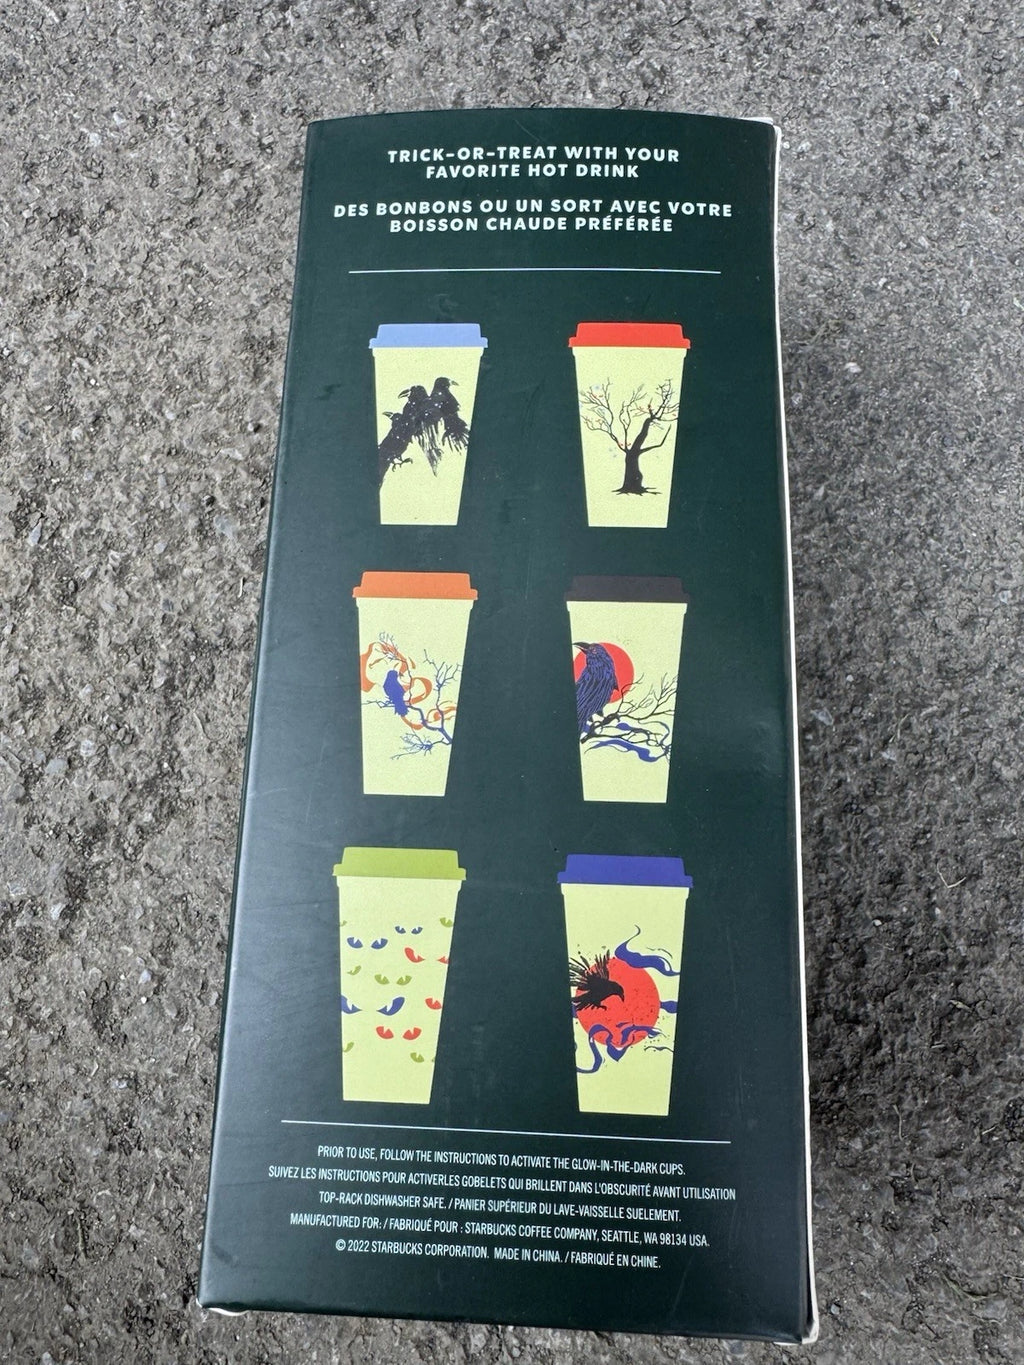 TRICK-OR-TREAT WITH YOUR
FAVORITE HOT DRINK
DES BONBONS OU UN SORT AVEC VOTRE
BOISSON CHAUDE PRÉFÉRÉE
PRIOR TO USE, FOLLOW THE INSTRUCTIONS TO ACTIVATE THE GLOW-IN-THE-DARK CUPS.
SUIVEZ LES INSTRUCTIONS POUR ACTIVERLES GOBELETS QUI BRILLENT DANS L'OBSCURITÉ AVANT UTILISATION
TOP-RACK DISHWASHER SAFE. / PANIER SUPÉRIEUR DU LAVE-VAISSELLE SUELEMENT.
MANUFACTURED FOR: / FABRIQUÉ POUR : STARBUCKS COFFEE COMPANY, SEATTLE, WA 98134 USA.
© 2022 STARBUCKS CORPORATION. MADE IN CHINA. / FABRIQUÉ EN CHINE.